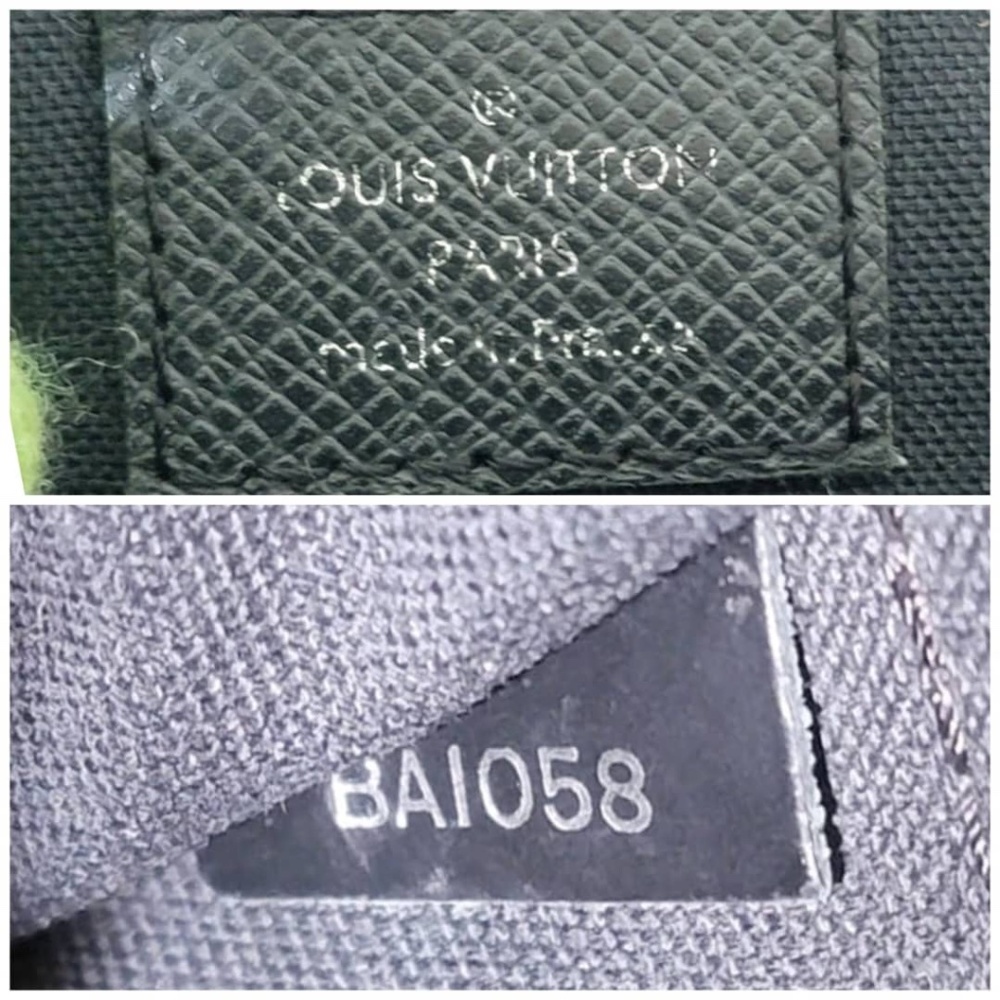 ®
LOUIS VUITTON
PARIS
made in France
BA1058